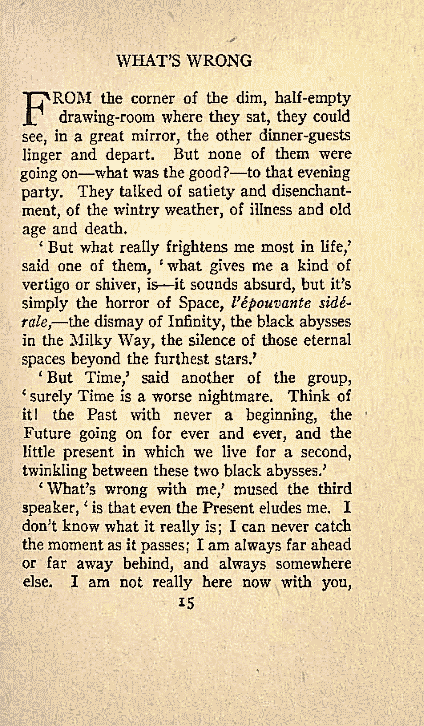 WHAT'S WRONG
FROM the corner of the dim, half-empty
drawing-room where they sat, they could
see, in a great mirror, the other dinner-guests
linger and depart. But none of them were
going on—what was the good?—to that evening
party. They talked of satiety and disenchant-
ment, of the wintry weather, of illness and old
age and death.
‘But what really frightens me most in life,’
said one of them, ‘what gives me a kind of
vertigo or shiver, is—it sounds absurd, but it's
simply the horror of Space, l'épouvante sidé-
rale,—the dismay of Infinity, the black abysses
in the Milky Way, the silence of those eternal
spaces beyond the furthest stars.’
‘But Time,’ said another of the group,
‘surely Time is a worse nightmare. Think of
it! the Past with never a beginning, the
Future going on for ever and ever, and the
little present in which we live for a second,
twinkling between these two black abysses.’
‘What's wrong with me,’ mused the third
speaker, ‘is that even the Present eludes me. I
don't know what it really is; I can never catch
the moment as it passes; I am always far ahead
or far away behind, and always somewhere
else. I am not really here now with you,
15